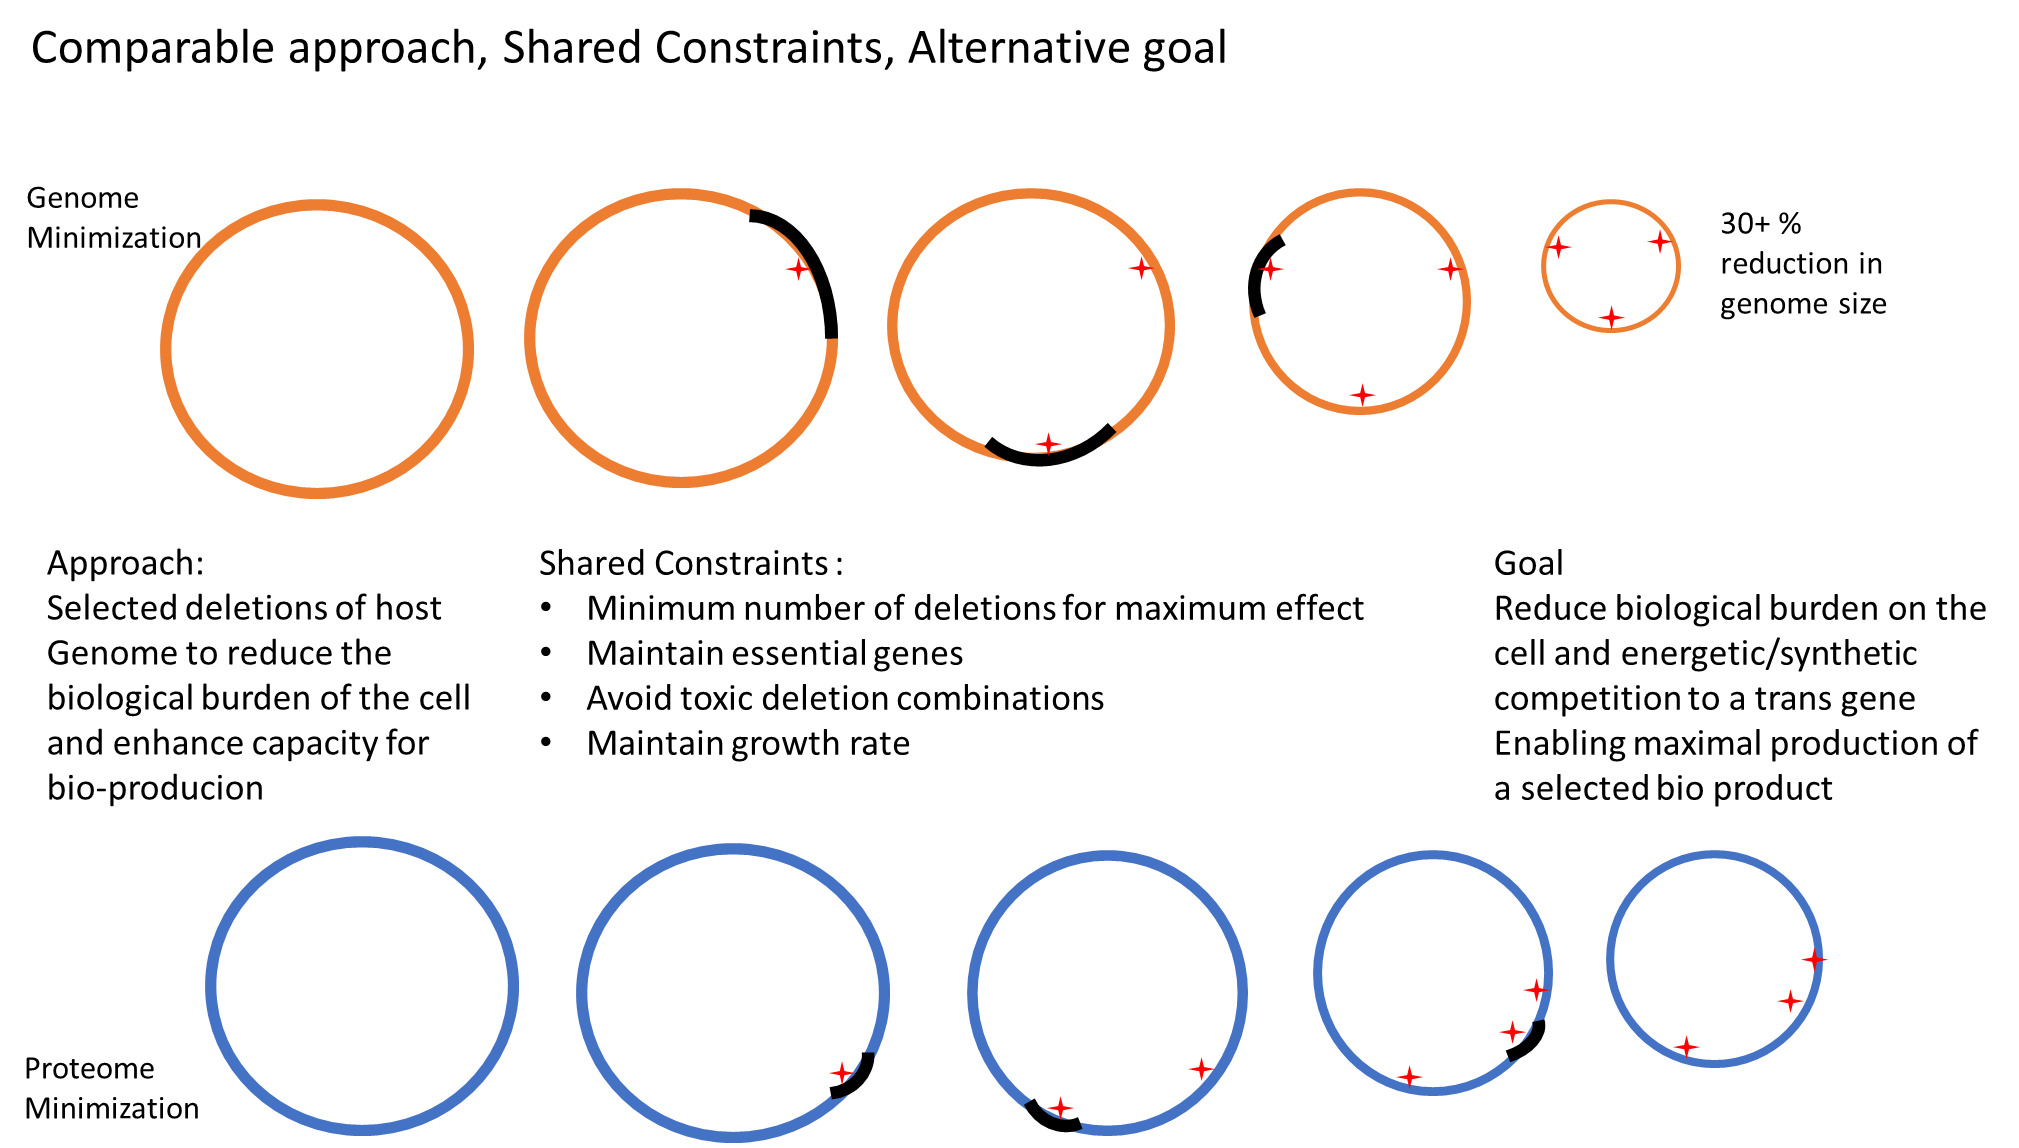 Comparable approach, Shared Constraints, Alternative goal
Genome
Minimization
30+ %
reduction in
genome size
Approach:
Selected deletions of host
Genome to reduce the
biological burden of the cell
and enhance capacity for
bio-producion
Shared Constraints :
• Minimum number of deletions for maximum effect
• Maintain essential genes
• Avoid toxic deletion combinations
• Maintain growth rate
Goal
Reduce biological burden on the
cell and energetic/synthetic
competition to a trans gene
Enabling maximal production of
a selected bio product
Proteome
Minimization